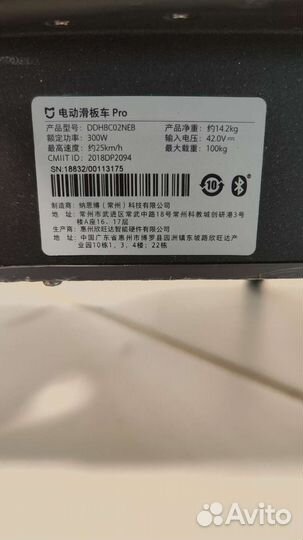 电动滑板车 Pro
产品型号: DDHBC02NEB 产品净重: 约14.2kg
额定功率: 300W 输入电压: 42.0V⎓
最高速度: 约25km/h 最大载重: 100kg
CMIIT ID: 2018DP2094
SN:18632/00113175
10
制造商: 纳恩博（常州）科技有限公司
地 址: 常州市武进区常武中路18号常州科教城创研港3号
楼A座16、17层
生产商: 惠州欣旺达智能硬件有限公司
地 址: 中国广东省惠州市博罗县园洲镇东坡路欣旺达产
业园10栋1、3、4楼; 22栋
Avito